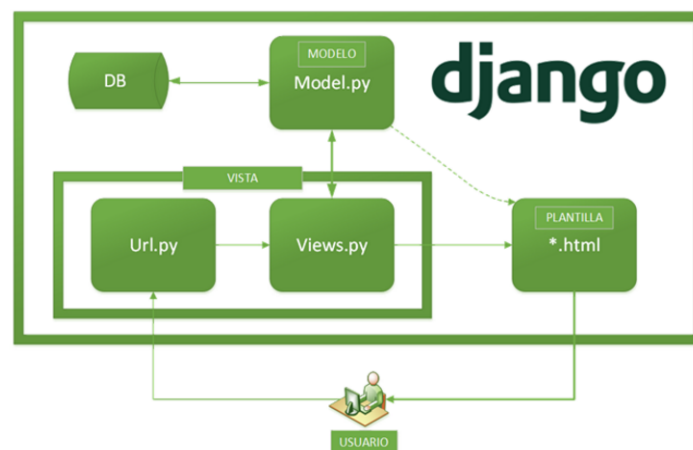 MODELO
DB
Model.py
django
VISTA
Url.py
Views.py
PLANTILLA
*.html
USUARIO